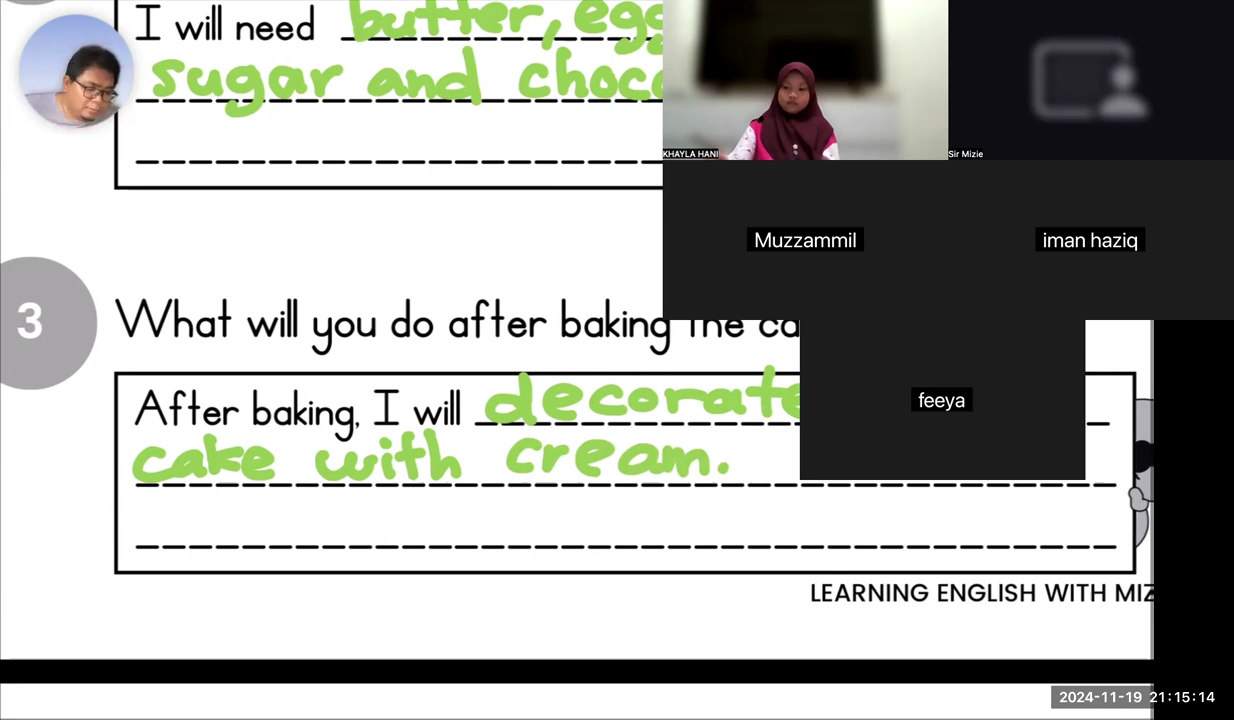 I will need butter,
sugar and
KHAYLA HANI
Sir Mizie
Muzzammil
iman haziq
3
What will you do after baking the
feeya
After baking, I will decorate
cake with cream.
LEARNING ENGLISH WITH
2024-11-19 21:15:14